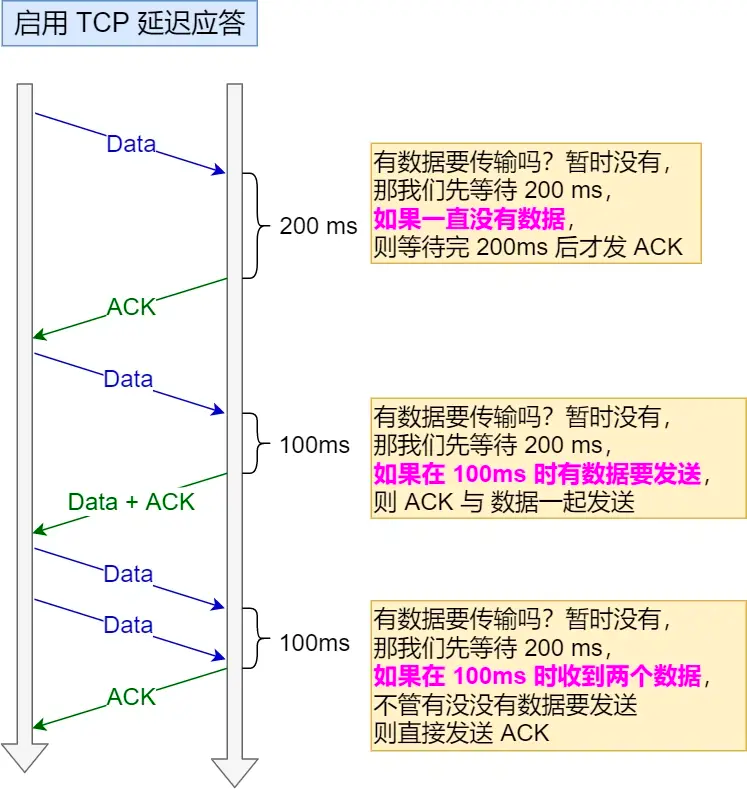 启用 TCP 延迟应答
Data
200 ms
有数据要传输吗？暂时没有，
那我们先等待 200 ms，
如果一直没有数据，
则等待完 200ms 后才发 ACK
ACK
Data
100ms
有数据要传输吗？暂时没有，
那我们先等待 200 ms，
如果在 100ms 时有数据要发送，
则 ACK 与 数据一起发送
Data + ACK
Data
Data
100ms
有数据要传输吗？暂时没有，
那我们先等待 200 ms，
如果在 100ms 时收到两个数据，
不管有没没有数据要发送
则直接发送 ACK
ACK